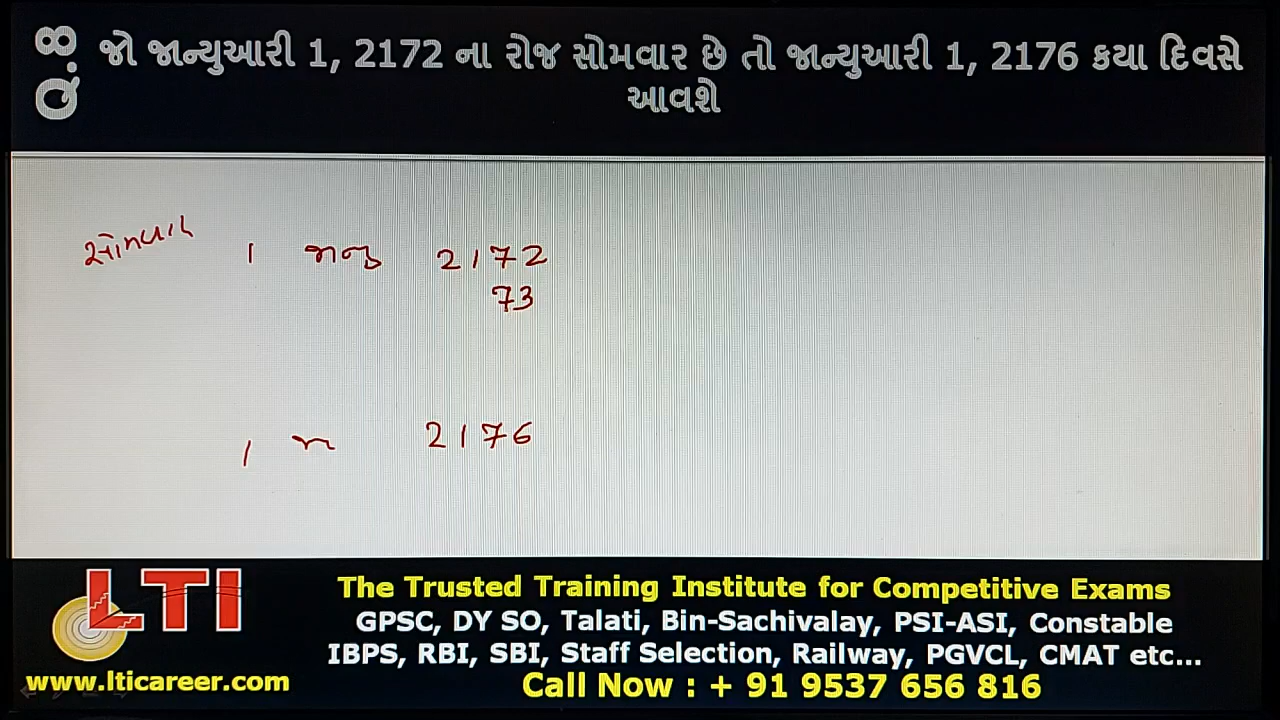 Q.8 જો જાન્યુઆરી 1, 2172 ના રોજ સોમવાર છે તો જાન્યુઆરી 1, 2176 કયા દિવસે
આવશે
સોમવાર 1 જાન્યુ 2172
73
1 જા 2176
LTI
www.lticareer.com
The Trusted Training Institute for Competitive Exams
GPSC, DY SO, Talati, Bin-Sachivalay, PSI-ASI, Constable
IBPS, RBI, SBI, Staff Selection, Railway, PGVCL, CMAT etc...
Call Now : + 91 9537 656 816